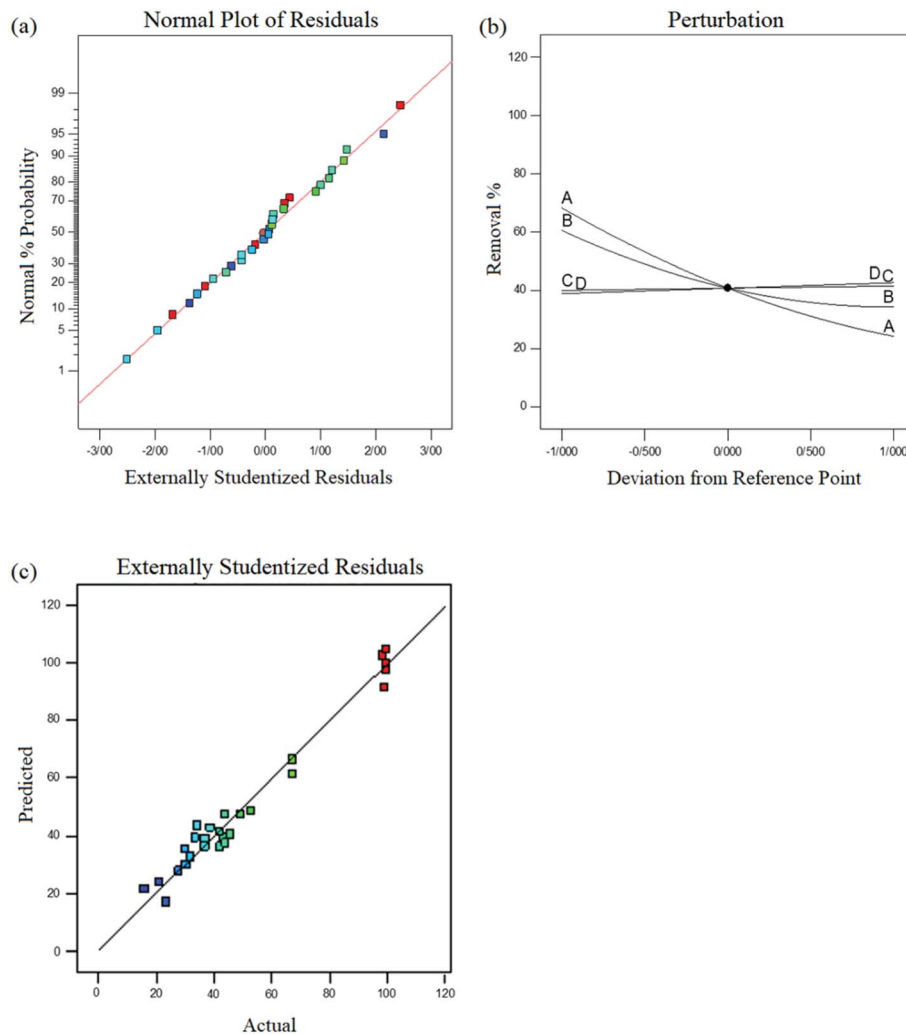 (a)
Normal Plot of Residuals
Normal % Probability
99
95
90
80
70
50
30
20
10
5
1
-3/00
-2/00
-1/00
0/00
1/00
2/00
3/00
Externally Studentized Residuals
(b)
Perturbation
Removal %
120
100
80
60
40
20
0
A
B
C D
D C
B
A
-1/000
-0/500
0/000
0/500
1/000
Deviation from Reference Point
(c)
Externally Studentized Residuals
Predicted
120
100
80
60
40
20
0
0
20
40
60
80
100
120
Actual